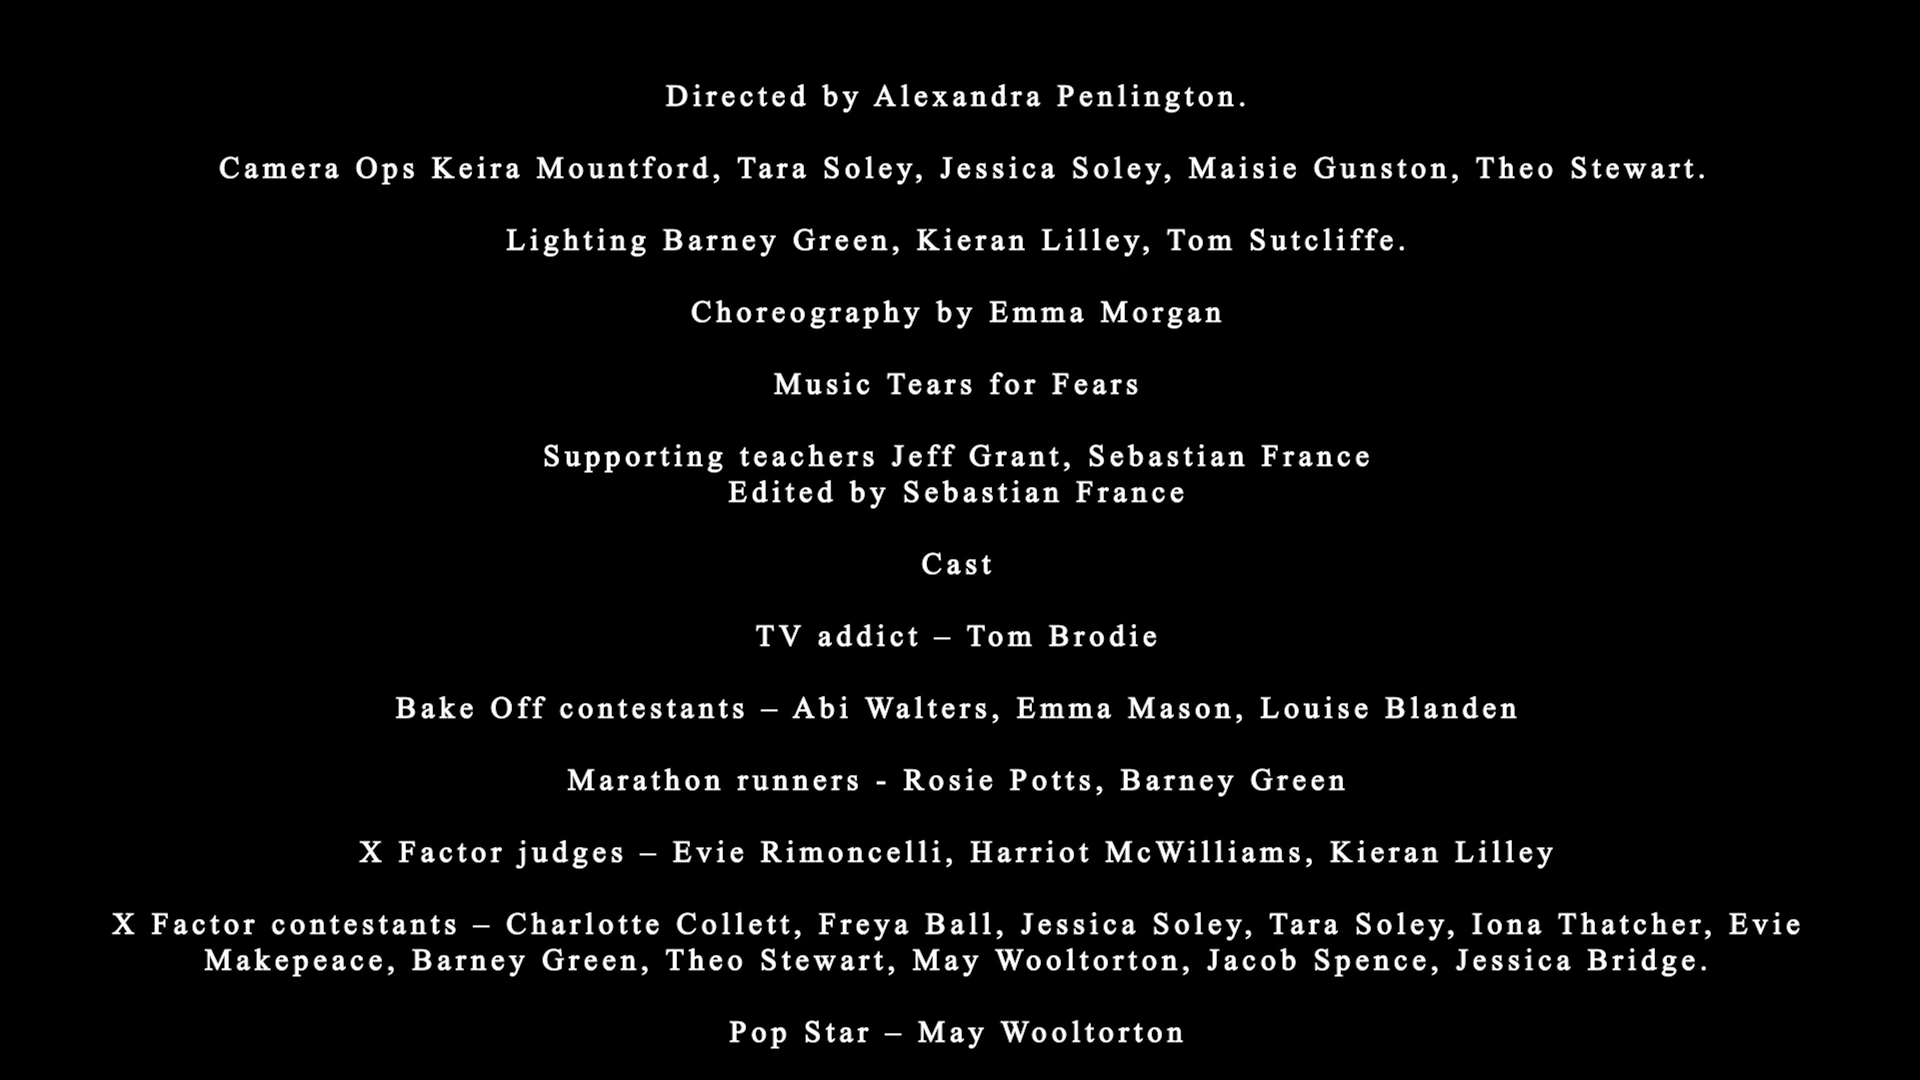 Directed by Alexandra Penlington.
Camera Ops Keira Mountford, Tara Soley, Jessica Soley, Maisie Gunston, Theo Stewart.
Lighting Barney Green, Kieran Lilley, Tom Sutcliffe.
Choreography by Emma Morgan
Music Tears for Fears
Supporting teachers Jeff Grant, Sebastian France
Edited by Sebastian France
Cast
TV addict – Tom Brodie
Bake Off contestants – Abi Walters, Emma Mason, Louise Blanden
Marathon runners - Rosie Potts, Barney Green
X Factor judges – Evie Rimoncelli, Harriot McWilliams, Kieran Lilley
X Factor contestants – Charlotte Collett, Freya Ball, Jessica Soley, Tara Soley, Iona Thatcher, Evie
Makepeace, Barney Green, Theo Stewart, May Wooltorton, Jacob Spence, Jessica Bridge.
Pop Star – May Wooltorton